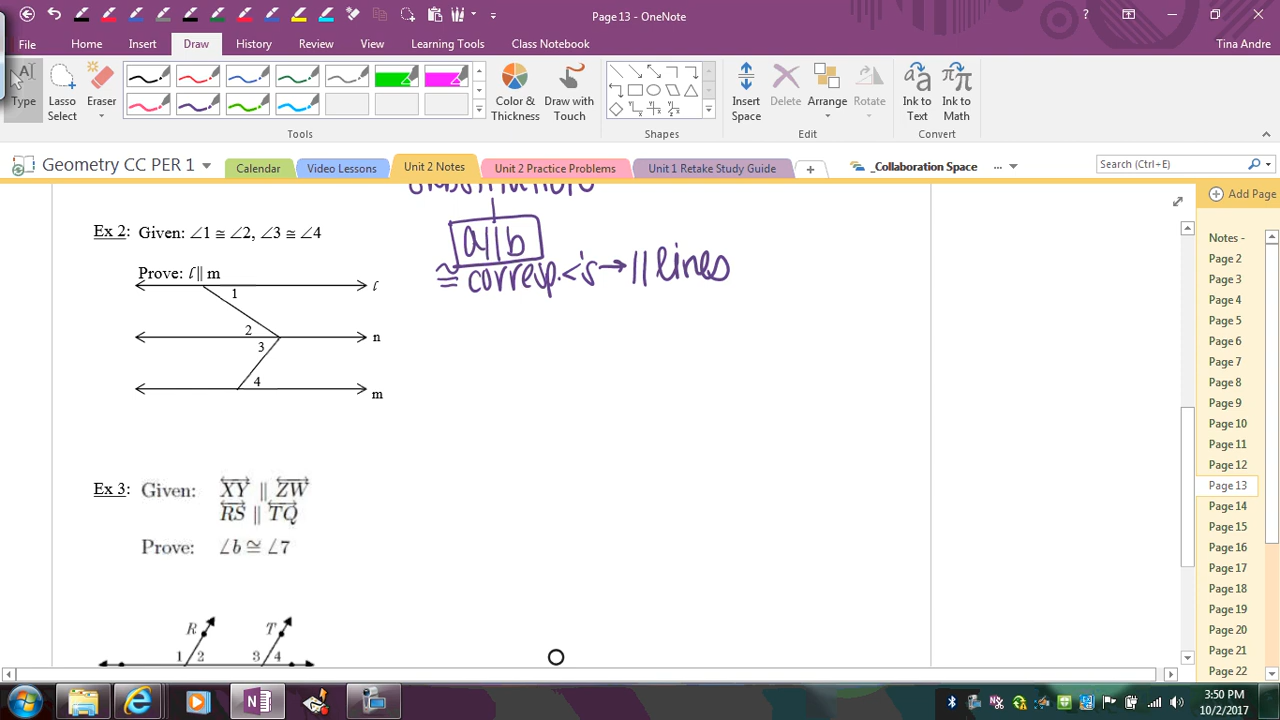 Page 13 - OneNote
?
File
Home
Insert
Draw
History
Review
View
Learning Tools
Class Notebook
Tina Andre
Type
Lasso Select
Eraser
Color & Thickness
Draw with Touch
Insert Space
Delete
Arrange
Rotate
Ink to Text
Ink to Math
Tools
Shapes
Edit
Convert
Geometry CC PER 1
Calendar
Video Lessons
Unit 2 Notes
Unit 2 Practice Problems
Unit 1 Retake Study Guide
_Collaboration Space
Search (Ctrl+E)
Add Page
substitution
a||b
≅ corresp. <'s → || lines
Ex 2: Given: ∠1 ≅ ∠2, ∠3 ≅ ∠4
Prove: ℓ || m
1
ℓ
2
n
3
4
m
Ex 3: Given: XY || ZW
RS || TQ
Prove: ∠b ≅ ∠7
R
T
1 2
3 4
Notes -
Page 2
Page 3
Page 4
Page 5
Page 6
Page 7
Page 8
Page 9
Page 10
Page 11
Page 12
Page 13
Page 14
Page 15
Page 16
Page 17
Page 18
Page 19
Page 20
Page 21
Page 22
3:50 PM
10/2/2017